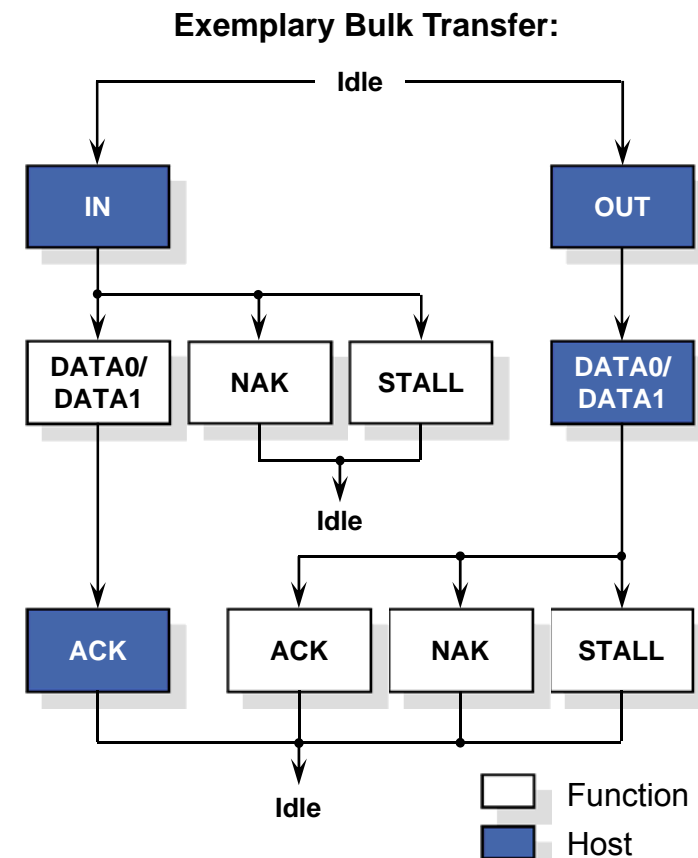 Exemplary Bulk Transfer:
Idle
IN
OUT
DATA0/
DATA1
NAK
STALL
DATA0/
DATA1
Idle
ACK
ACK
NAK
STALL
Idle
Function
Host